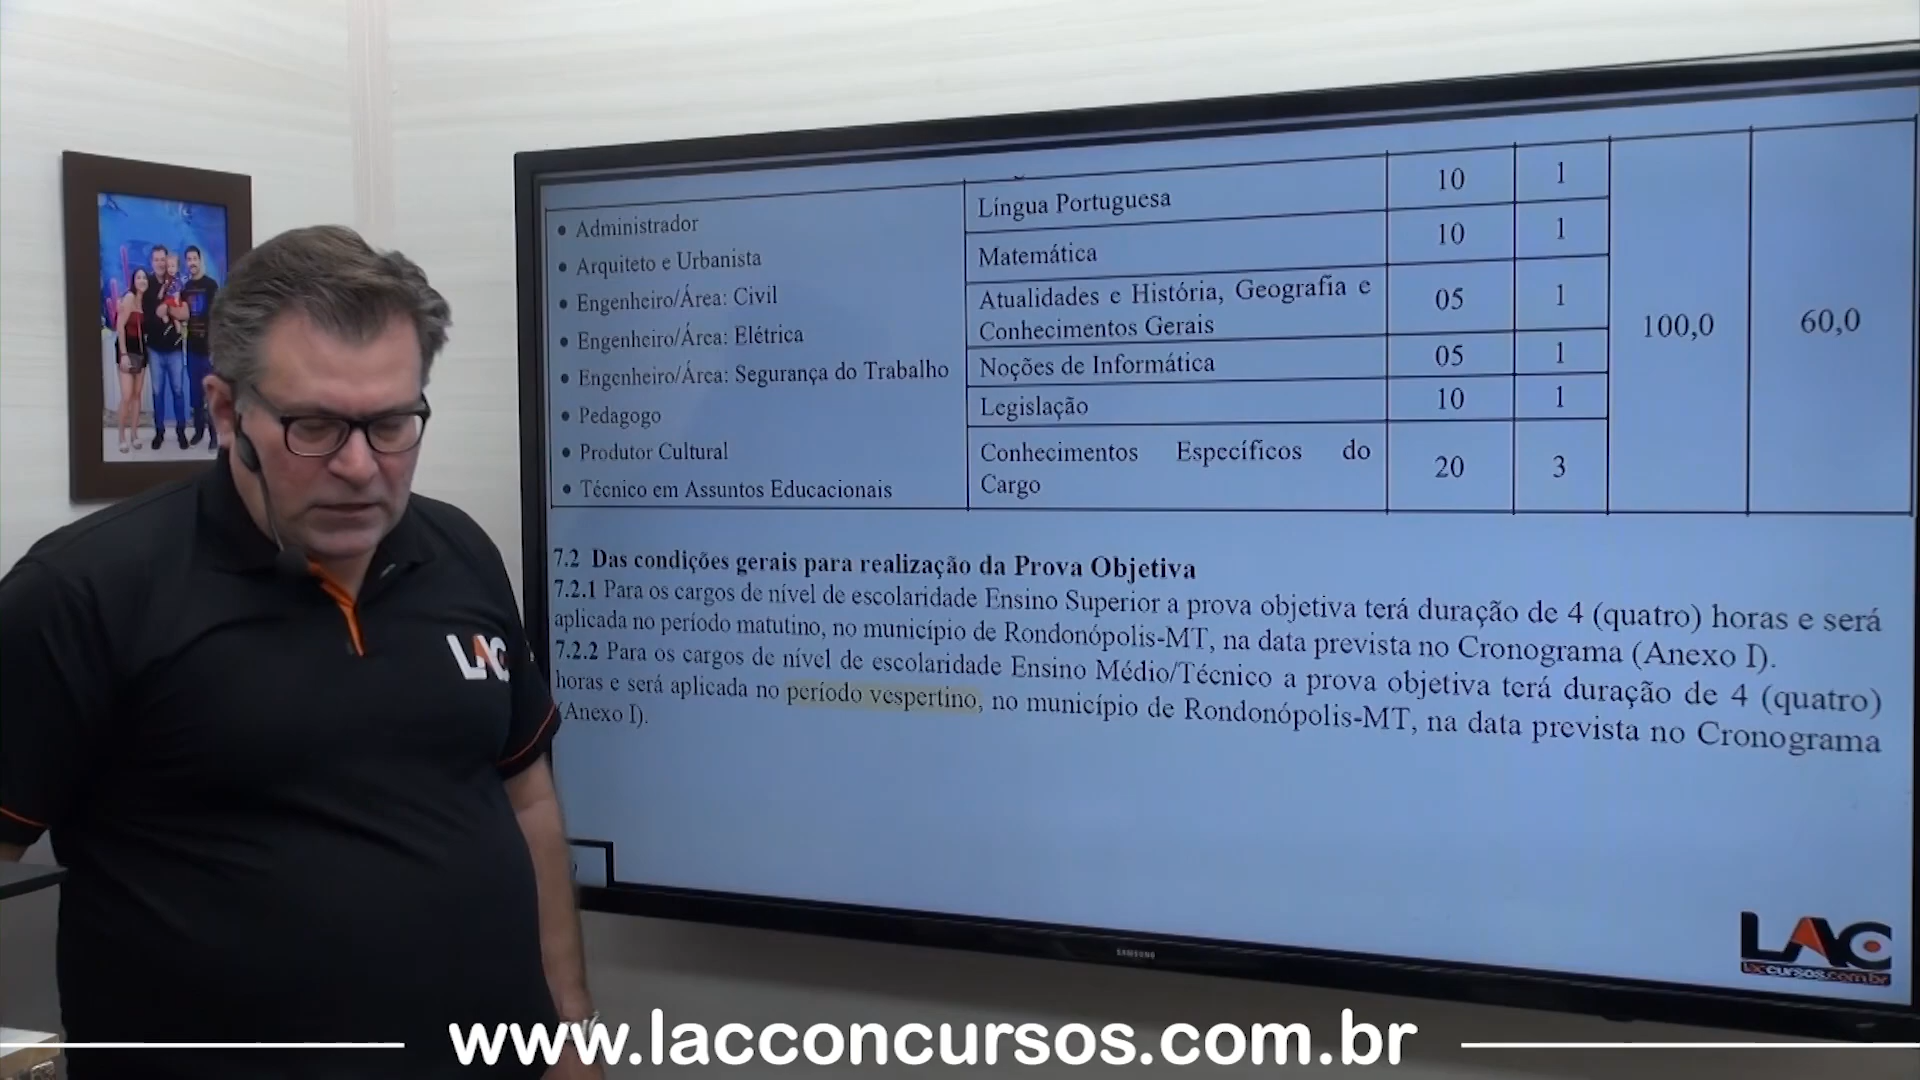 • Administrador
• Arquiteto e Urbanista
• Engenheiro/Área: Civil
• Engenheiro/Área: Elétrica
• Engenheiro/Área: Segurança do Trabalho
• Pedagogo
• Produtor Cultural
• Técnico em Assuntos Educacionais
Língua Portuguesa 10 1
Matemática 10 1
Atualidades e História, Geografia e
Conhecimentos Gerais 05 1
Noções de Informática 05 1
Legislação 10 1
Conhecimentos Específicos do
Cargo 20 3
100,0 60,0
7.2 Das condições gerais para realização da Prova Objetiva
7.2.1 Para os cargos de nível de escolaridade Ensino Superior a prova objetiva terá duração de 4 (quatro) horas e será
aplicada no período matutino, no município de Rondonópolis-MT, na data prevista no Cronograma (Anexo I).
7.2.2 Para os cargos de nível de escolaridade Ensino Médio/Técnico a prova objetiva terá duração de 4 (quatro)
horas e será aplicada no período vespertino, no município de Rondonópolis-MT, na data prevista no Cronograma
(Anexo I).
LAC
LAC
laccursos.com.br
SAMSUNG
www.lacconcursos.com.br